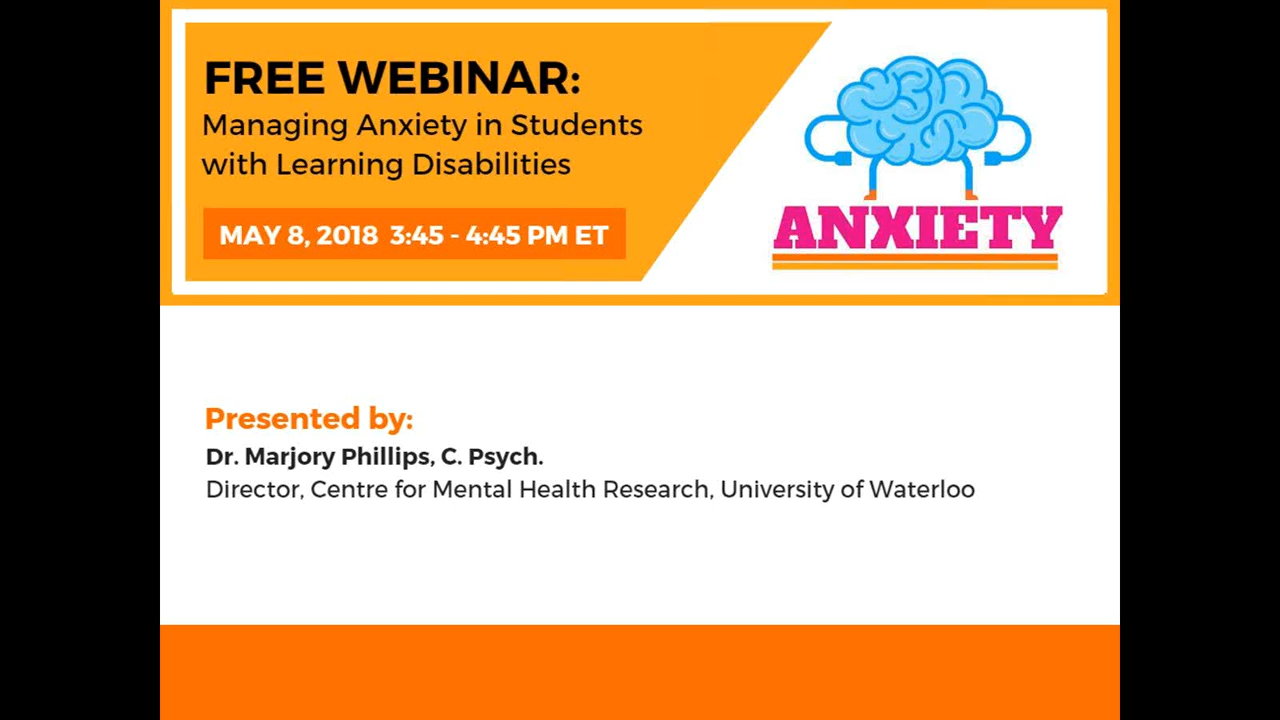 FREE WEBINAR:
Managing Anxiety in Students
with Learning Disabilities
MAY 8, 2018 3:45 - 4:45 PM ET
ANXIETY
Presented by:
Dr. Marjory Phillips, C. Psych.
Director, Centre for Mental Health Research, University of Waterloo